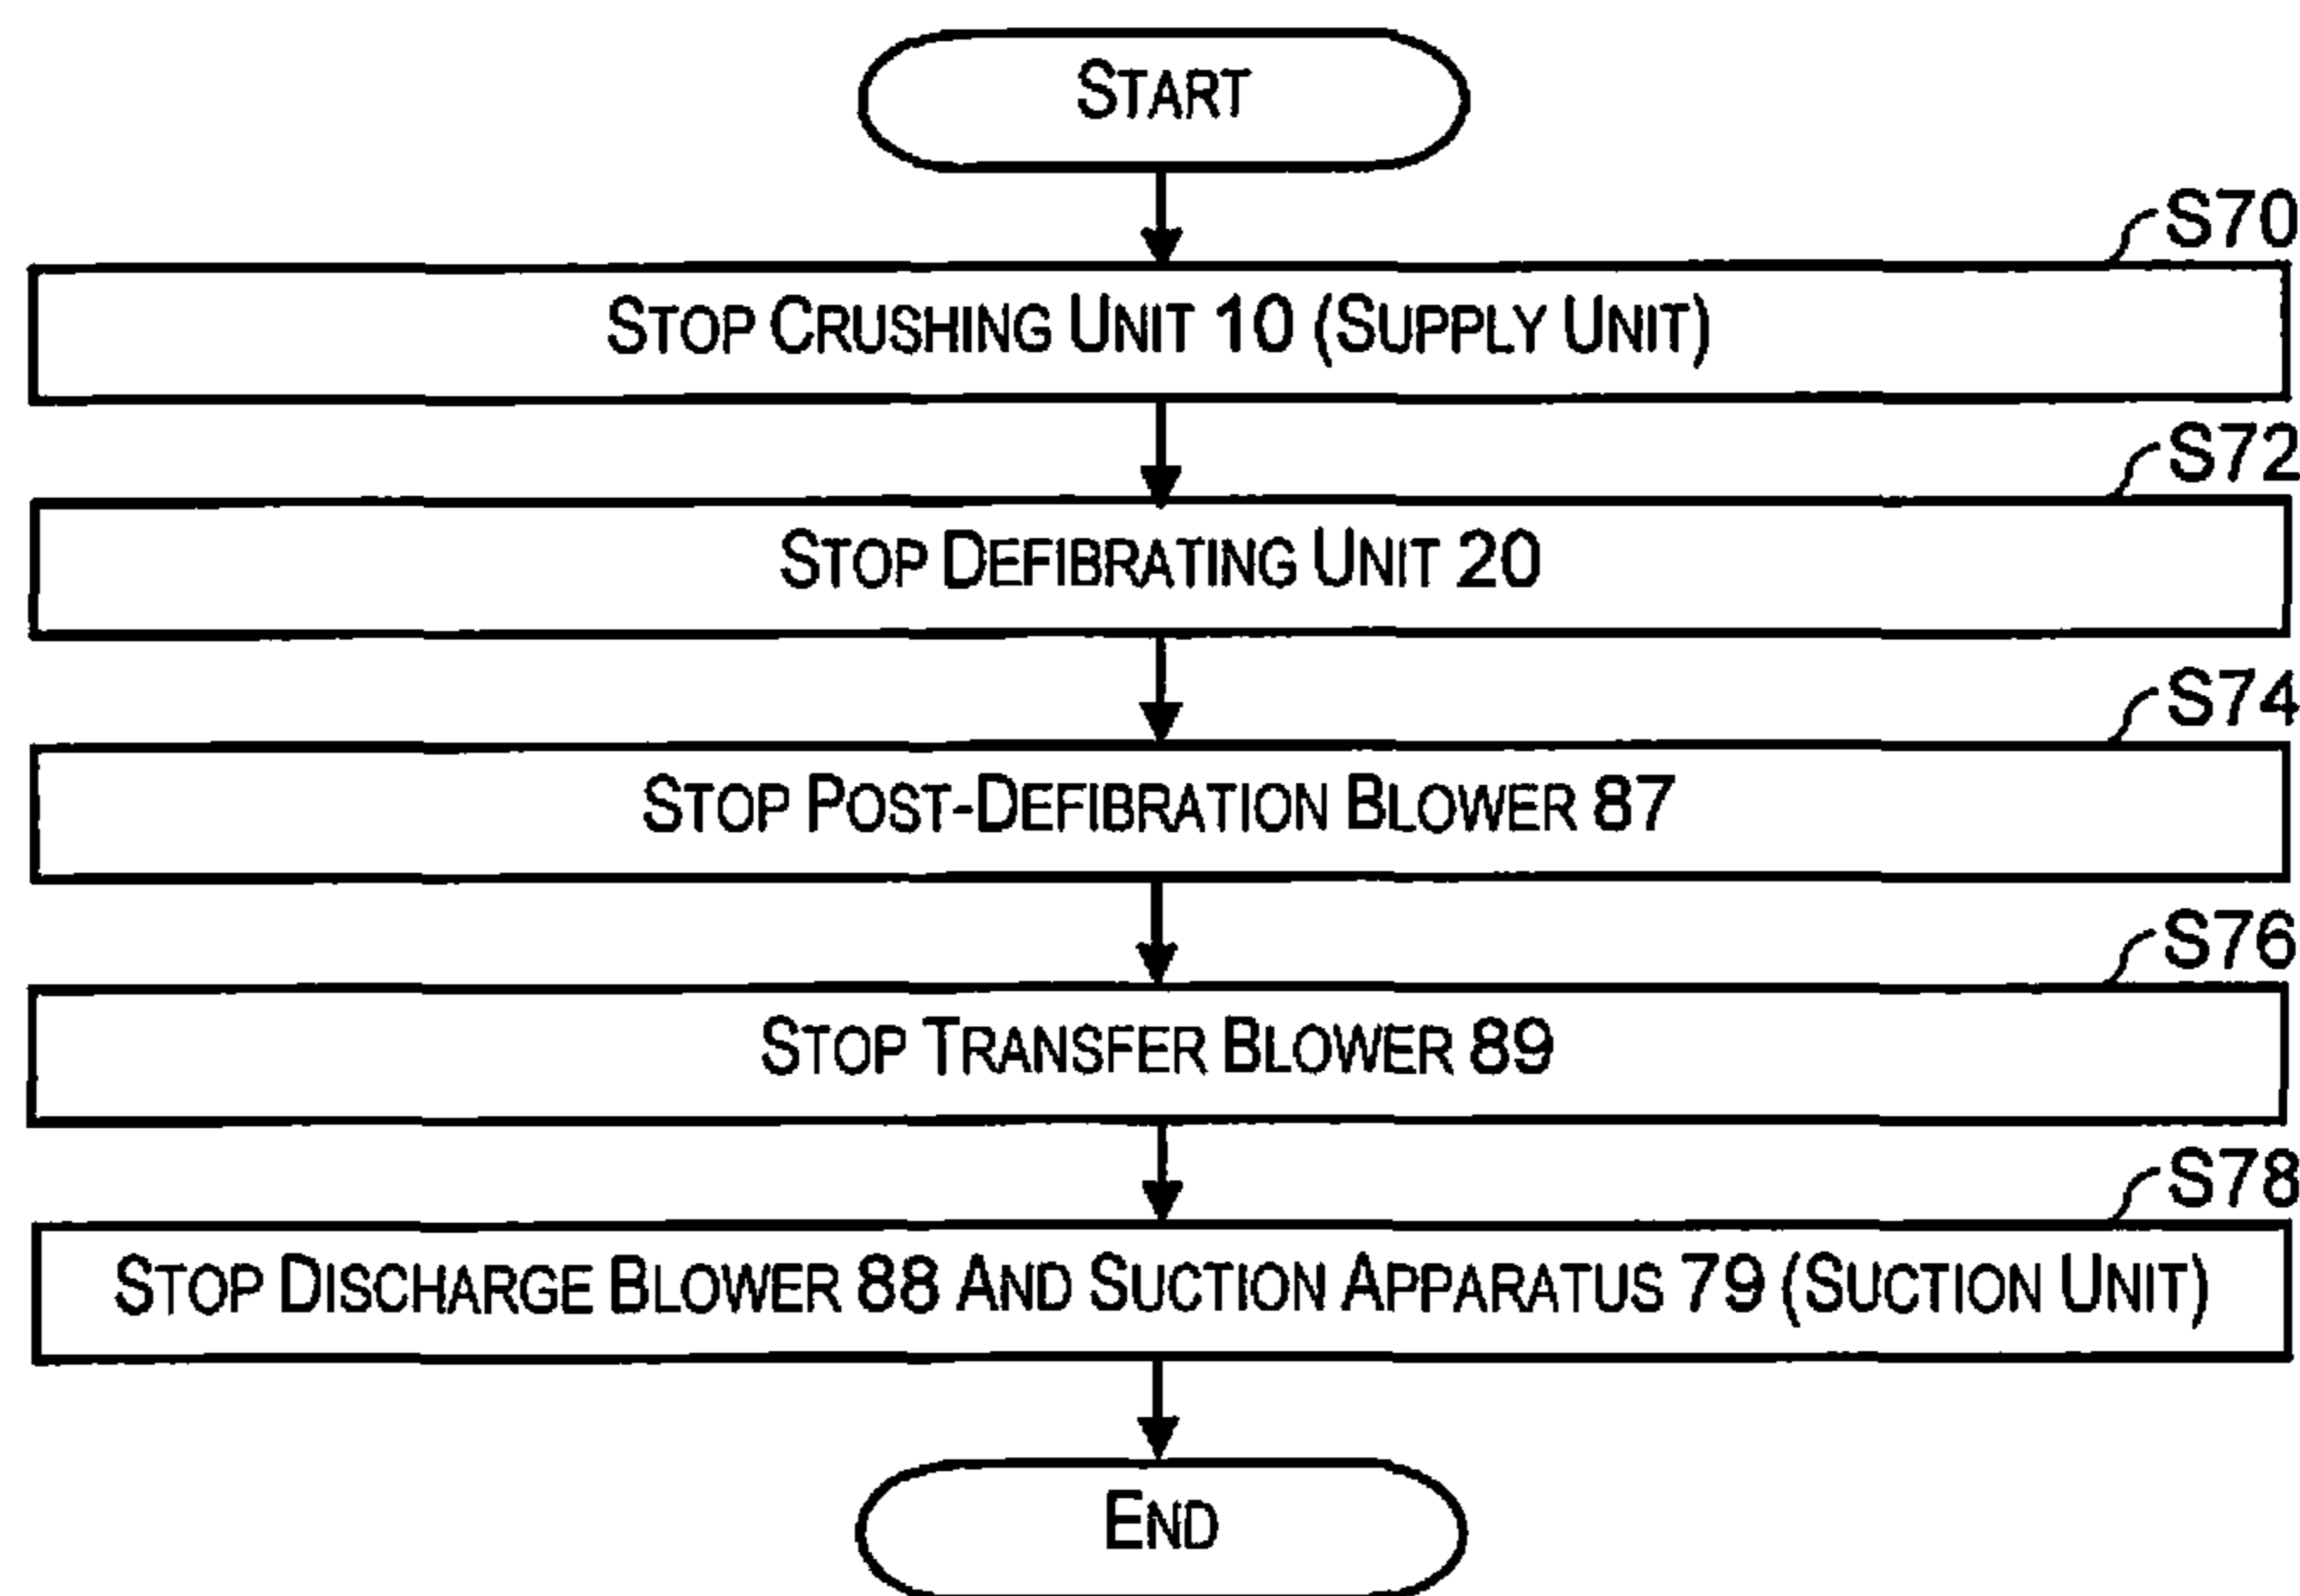 START
S70
STOP CRUSHING UNIT 10 (SUPPLY UNIT)
S72
STOP DEFIBRATING UNIT 20
S74
STOP POST-DEFIBRATION BLOWER 87
S76
STOP TRANSFER BLOWER 89
S78
STOP DISCHARGE BLOWER 88 AND SUCTION APPARATUS 79 (SUCTION UNIT)
END